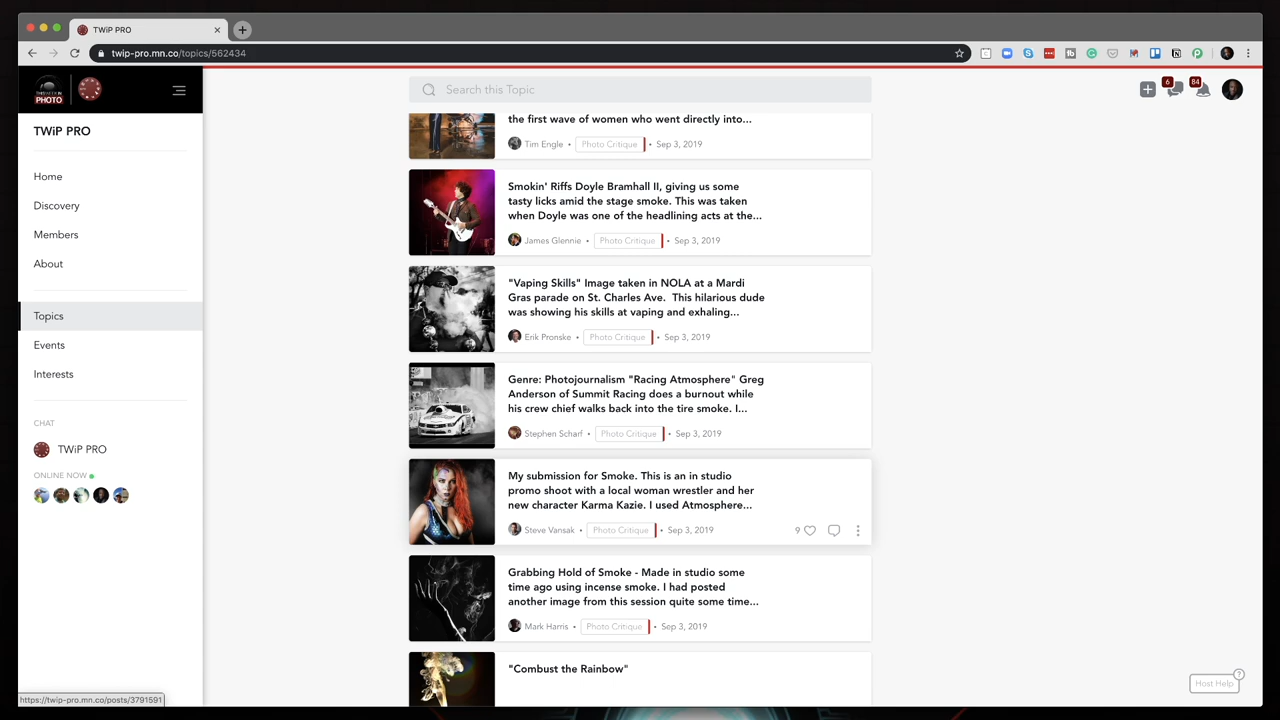 TWiP PRO
twip-pro.mn.co/topics/562434
THIS WEEK IN
PHOTO
Search this Topic
6
84
TWiP PRO
Home
Discovery
Members
About
Topics
Events
Interests
CHAT
TWiP PRO
ONLINE NOW
the first wave of women who went directly into...
Tim Engle • Photo Critique • Sep 3, 2019
Smokin' Riffs Doyle Bramhall II, giving us some
tasty licks amid the stage smoke. This was taken
when Doyle was one of the headlining acts at the...
James Glennie • Photo Critique • Sep 3, 2019
"Vaping Skills" Image taken in NOLA at a Mardi
Gras parade on St. Charles Ave. This hilarious dude
was showing his skills at vaping and exhaling...
Erik Pronske • Photo Critique • Sep 3, 2019
Genre: Photojournalism "Racing Atmosphere" Greg
Anderson of Summit Racing does a burnout while
his crew chief walks back into the tire smoke. I...
Stephen Scharf • Photo Critique • Sep 3, 2019
My submission for Smoke. This is an in studio
promo shoot with a local woman wrestler and her
new character Karma Kazie. I used Atmosphere...
Steve Vansak • Photo Critique • Sep 3, 2019
9
Grabbing Hold of Smoke - Made in studio some
time ago using incense smoke. I had posted
another image from this session quite some time...
Mark Harris • Photo Critique • Sep 3, 2019
"Combust the Rainbow"
Host Help
?
https://twip-pro.mn.co/posts/3791591